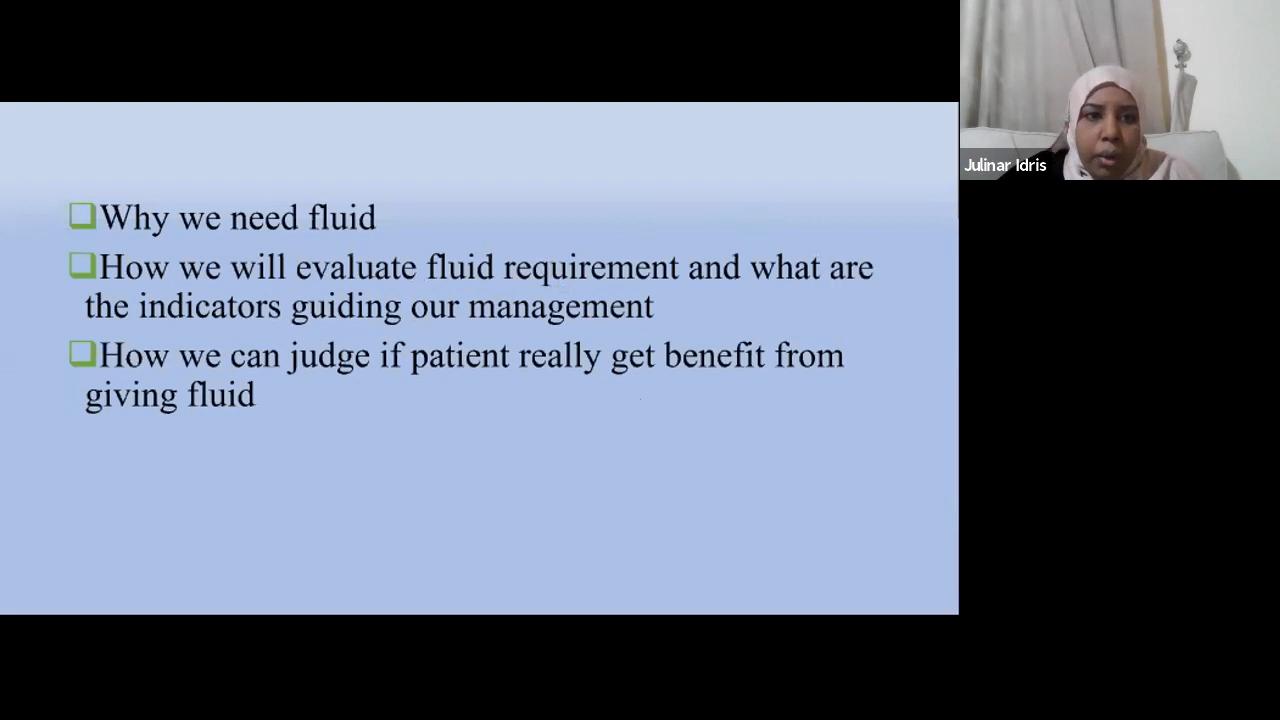 Why we need fluid
How we will evaluate fluid requirement and what are
the indicators guiding our management
How we can judge if patient really get benefit from
giving fluid
Julinar Idris